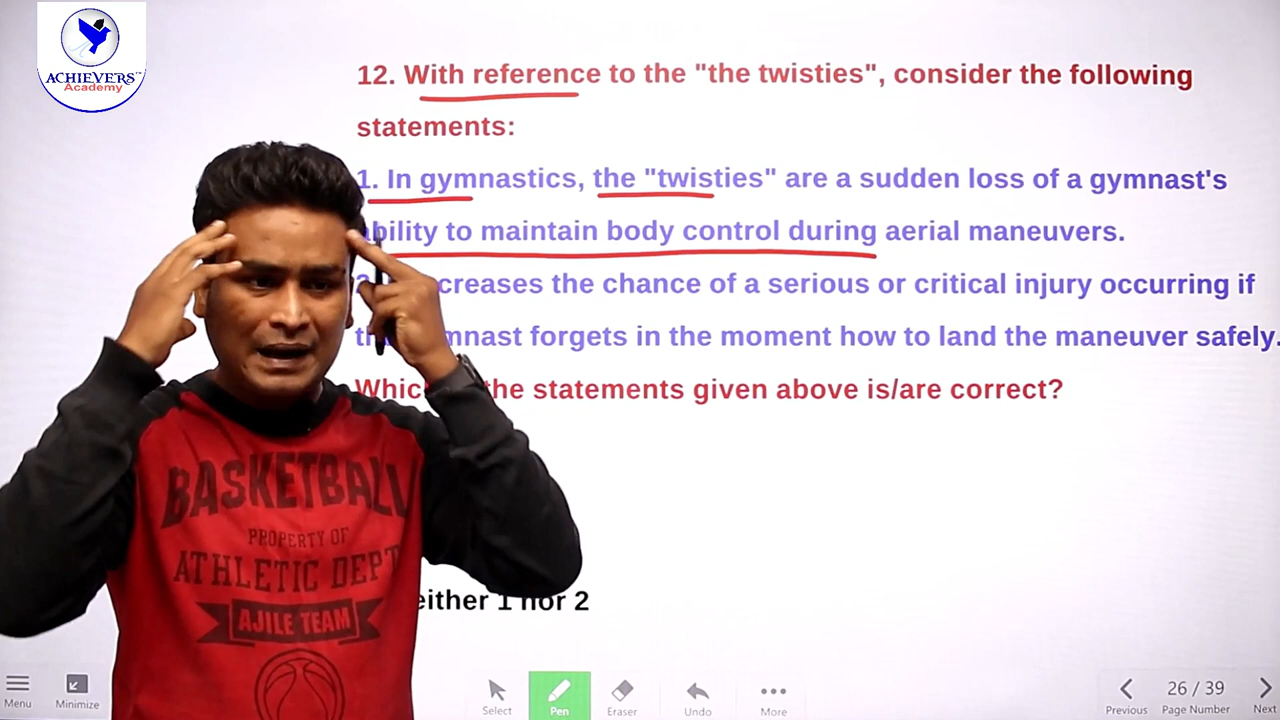 ACHIEVERS™
Academy
12. With reference to the "the twisties", consider the following
statements:
1. In gymnastics, the "twisties" are a sudden loss of a gymnast's
ability to maintain body control during aerial maneuvers.
creases the chance of a serious or critical injury occurring if
forgets in the moment how to land the maneuver safely.
the statements given above is/are correct?
either 1 nor 2
BASKETBALL
PROPERTY OF
ATHLETIC DEPT
AJILE TEAM
Menu
Minimize
Select
Pen
Eraser
Undo
More
Previous
26 / 39
Page Number
Next